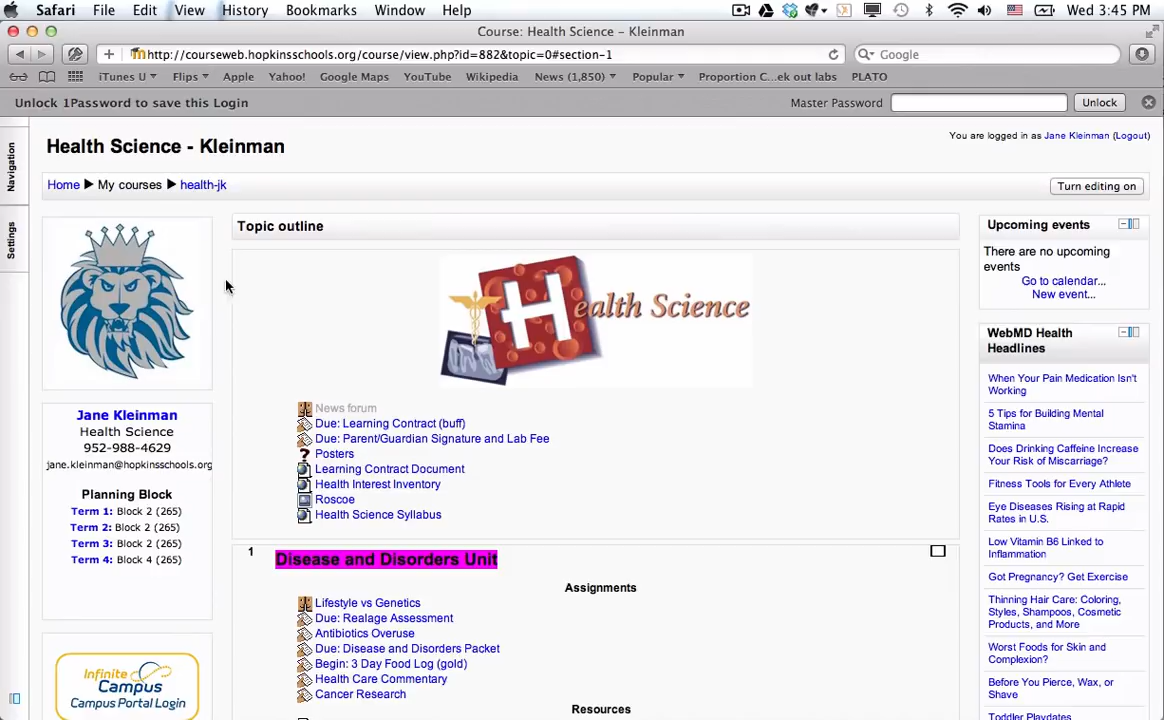 Safari File Edit View History Bookmarks Window Help Wed 3:45 PM
Course: Health Science – Kleinman
http://courseweb.hopkinsschools.org/course/view.php?id=882&topic=0#section-1
Google
iTunes U Flips Apple Yahoo! Google Maps YouTube Wikipedia News (1,850) Popular Proportion C...ek out labs PLATO
Unlock 1Password to save this Login Master Password Unlock
Navigation
Settings
Health Science - Kleinman
You are logged in as Jane Kleinman (Logout)
Home ► My courses ► health-jk
Turn editing on
Jane Kleinman
Health Science
952-988-4629
jane.kleinman@hopkinsschools.org
Planning Block
Term 1: Block 2 (265)
Term 2: Block 2 (265)
Term 3: Block 2 (265)
Term 4: Block 4 (265)
Infinite
Campus
Campus Portal Login
Topic outline
Health Science
News forum
Due: Learning Contract (buff)
Due: Parent/Guardian Signature and Lab Fee
Posters
Learning Contract Document
Health Interest Inventory
Roscoe
Health Science Syllabus
1
Disease and Disorders Unit
Assignments
Lifestyle vs Genetics
Due: Realage Assessment
Antibiotics Overuse
Due: Disease and Disorders Packet
Begin: 3 Day Food Log (gold)
Health Care Commentary
Cancer Research
Resources
Upcoming events
There are no upcoming
events
Go to calendar...
New event...
WebMD Health
Headlines
When Your Pain Medication Isn't
Working
5 Tips for Building Mental
Stamina
Does Drinking Caffeine Increase
Your Risk of Miscarriage?
Fitness Tools for Every Athlete
Eye Diseases Rising at Rapid
Rates in U.S.
Low Vitamin B6 Linked to
Inflammation
Got Pregnancy? Get Exercise
Thinning Hair Care: Coloring,
Styles, Shampoos, Cosmetic
Products, and More
Worst Foods for Skin and
Complexion?
Before You Pierce, Wax, or
Shave
Toddler Playdates